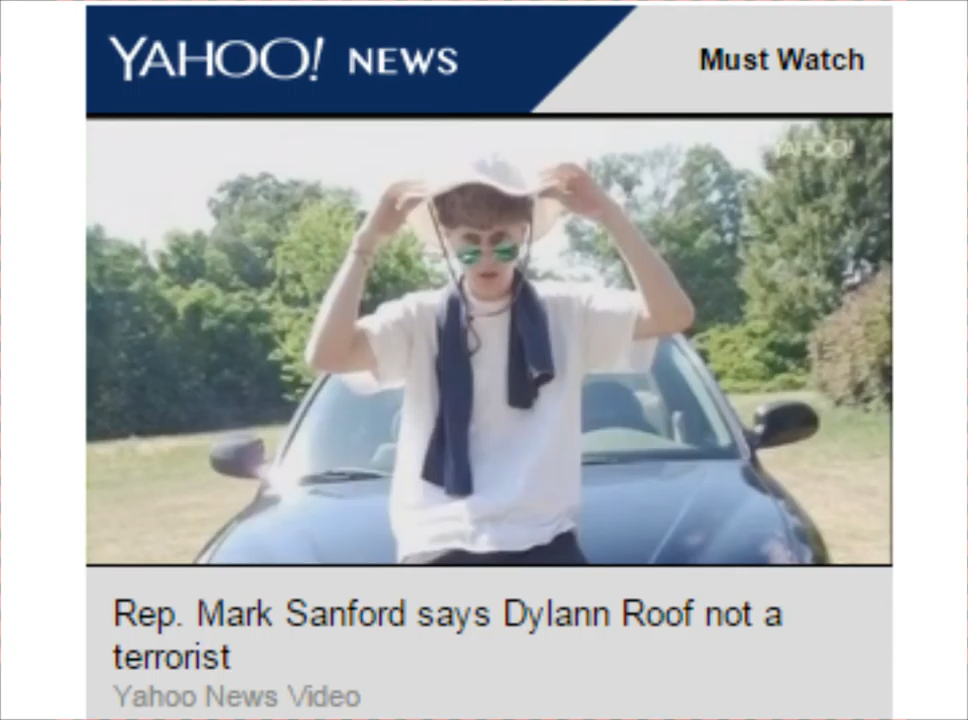 YAHOO! NEWS
Must Watch
YAHOO!
Rep. Mark Sanford says Dylann Roof not a
terrorist
Yahoo News Video